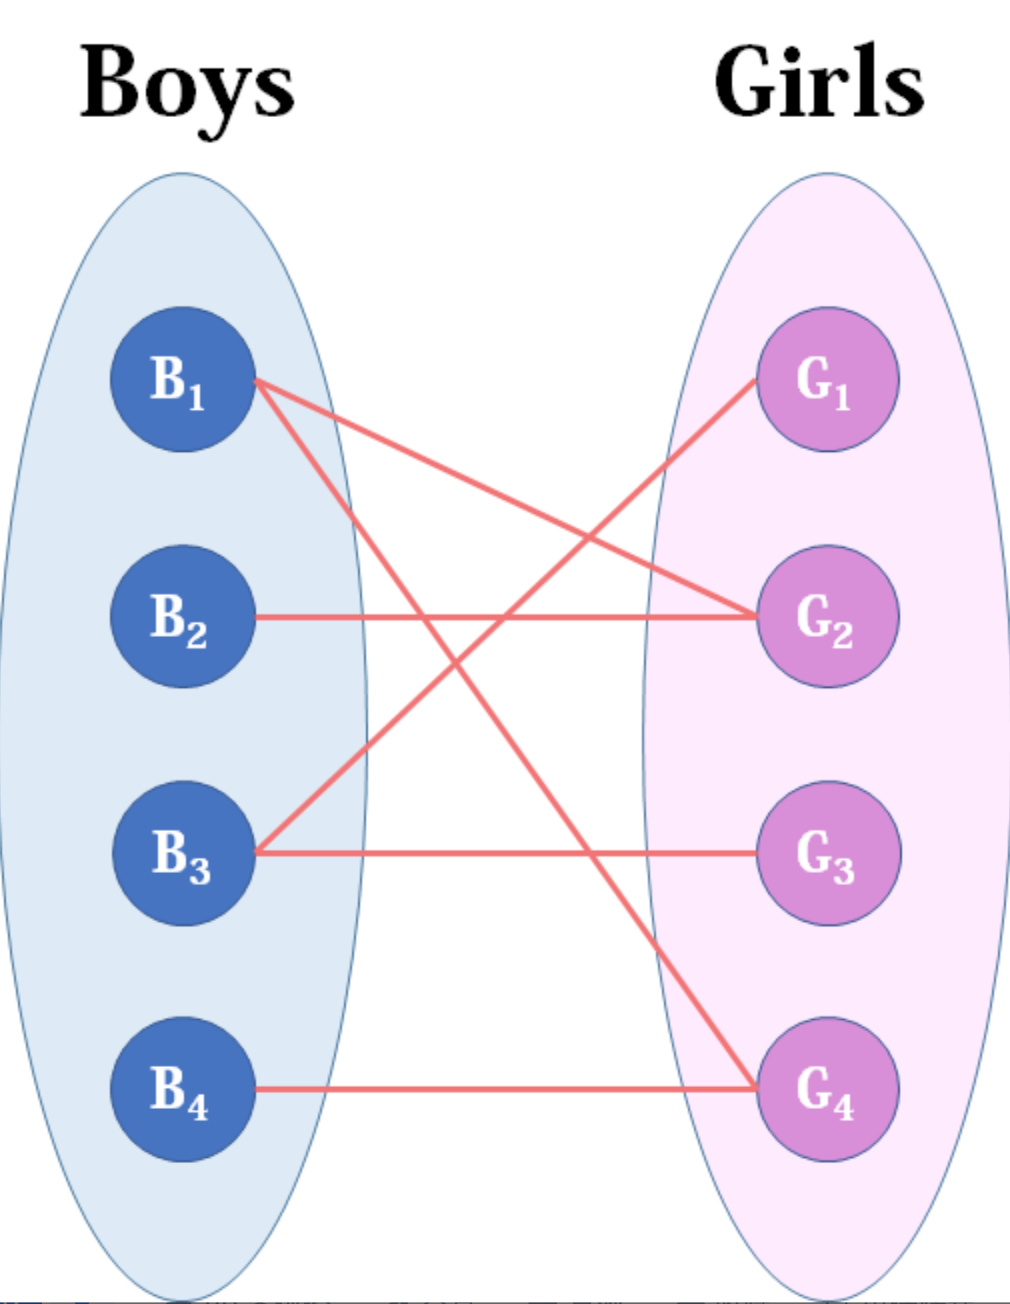 Boys Girls
B₁ G₁
B₂ G₂
B₃ G₃
B₄ G₄